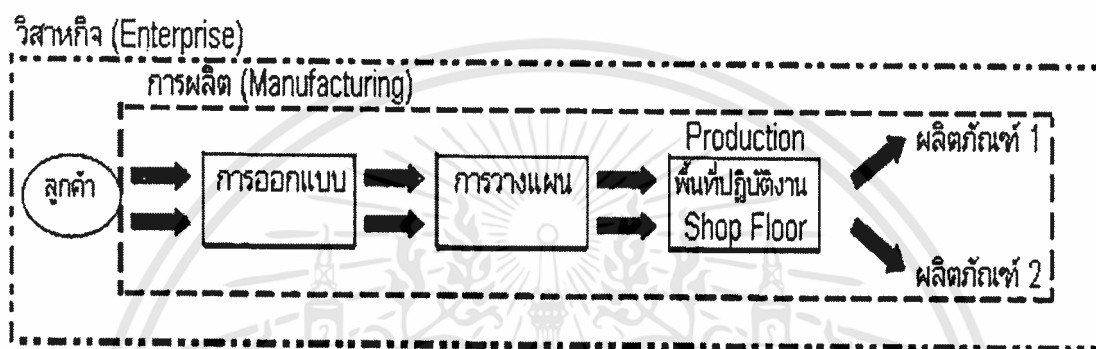 วิสาหกิจ (Enterprise)
การผลิต (Manufacturing)
ลูกค้า
การออกแบบ
การวางแผน
Production
พื้นที่ปฏิบัติงาน
Shop Floor
ผลิตภัณฑ์ 1
ผลิตภัณฑ์ 2